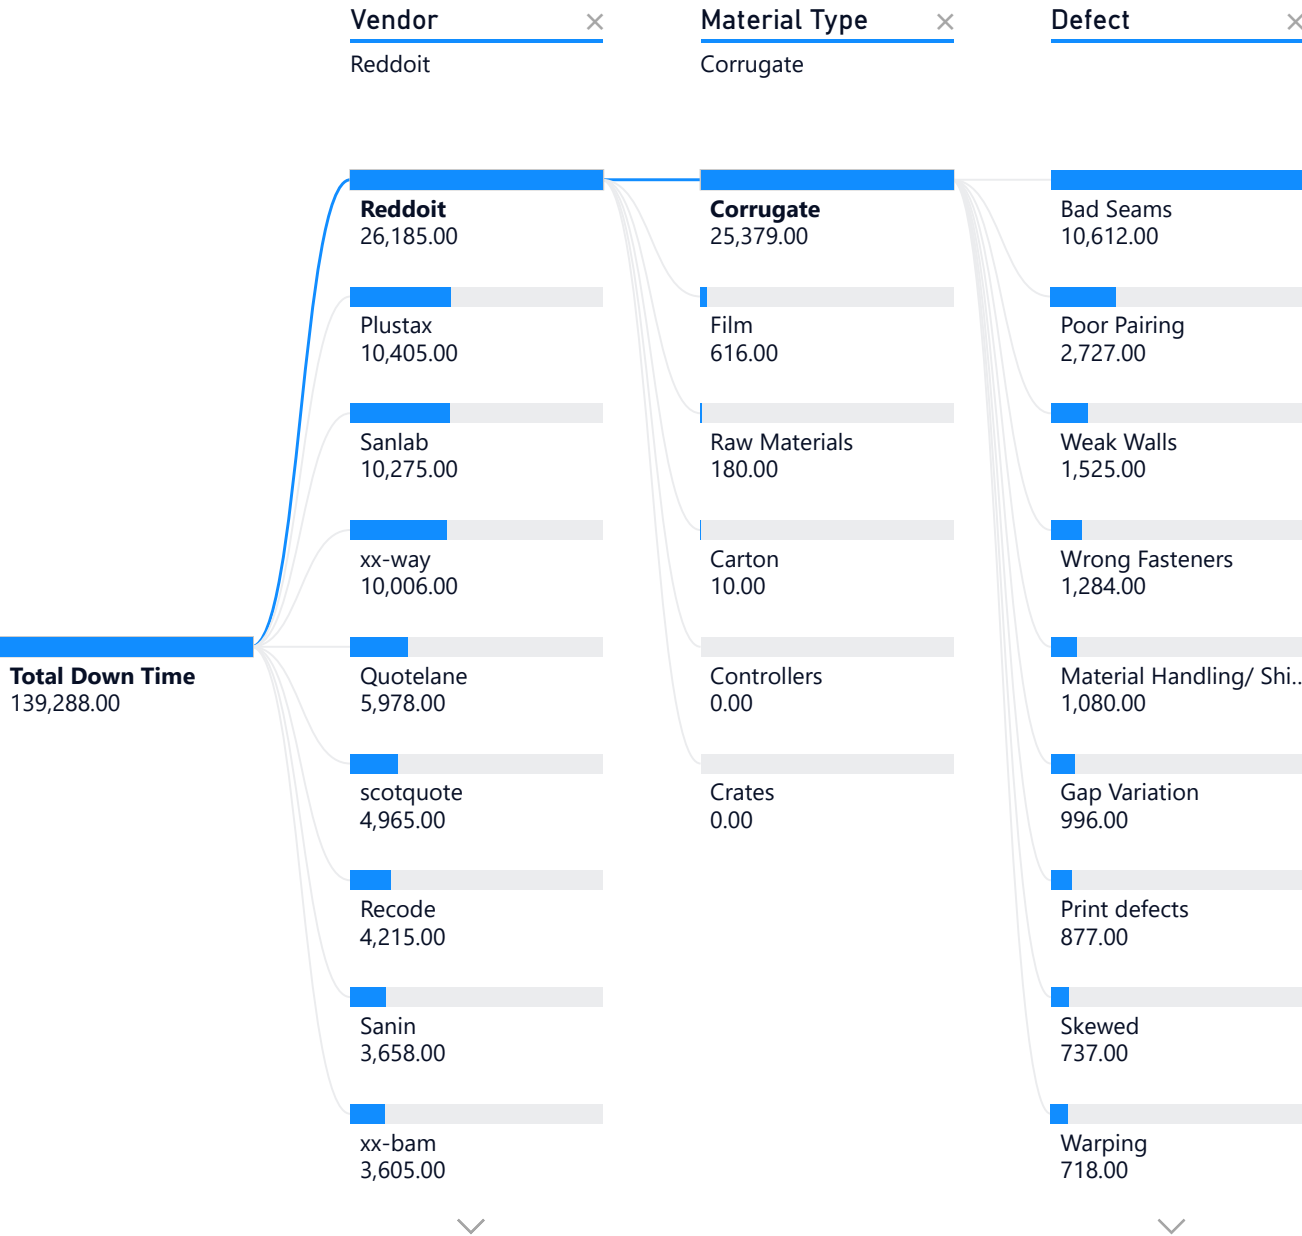 Vendor
Reddoit
Material Type
Corrugate
Defect
Total Down Time
139,288.00
Reddoit
26,185.00
Plustax
10,405.00
Sanlab
10,275.00
xx-way
10,006.00
Quotelane
5,978.00
scotquote
4,965.00
Recode
4,215.00
Sanin
3,658.00
xx-bam
3,605.00
Corrugate
25,379.00
Film
616.00
Raw Materials
180.00
Carton
10.00
Controllers
0.00
Crates
0.00
Bad Seams
10,612.00
Poor Pairing
2,727.00
Weak Walls
1,525.00
Wrong Fasteners
1,284.00
Material Handling/ Shi..
1,080.00
Gap Variation
996.00
Print defects
877.00
Skewed
737.00
Warping
718.00